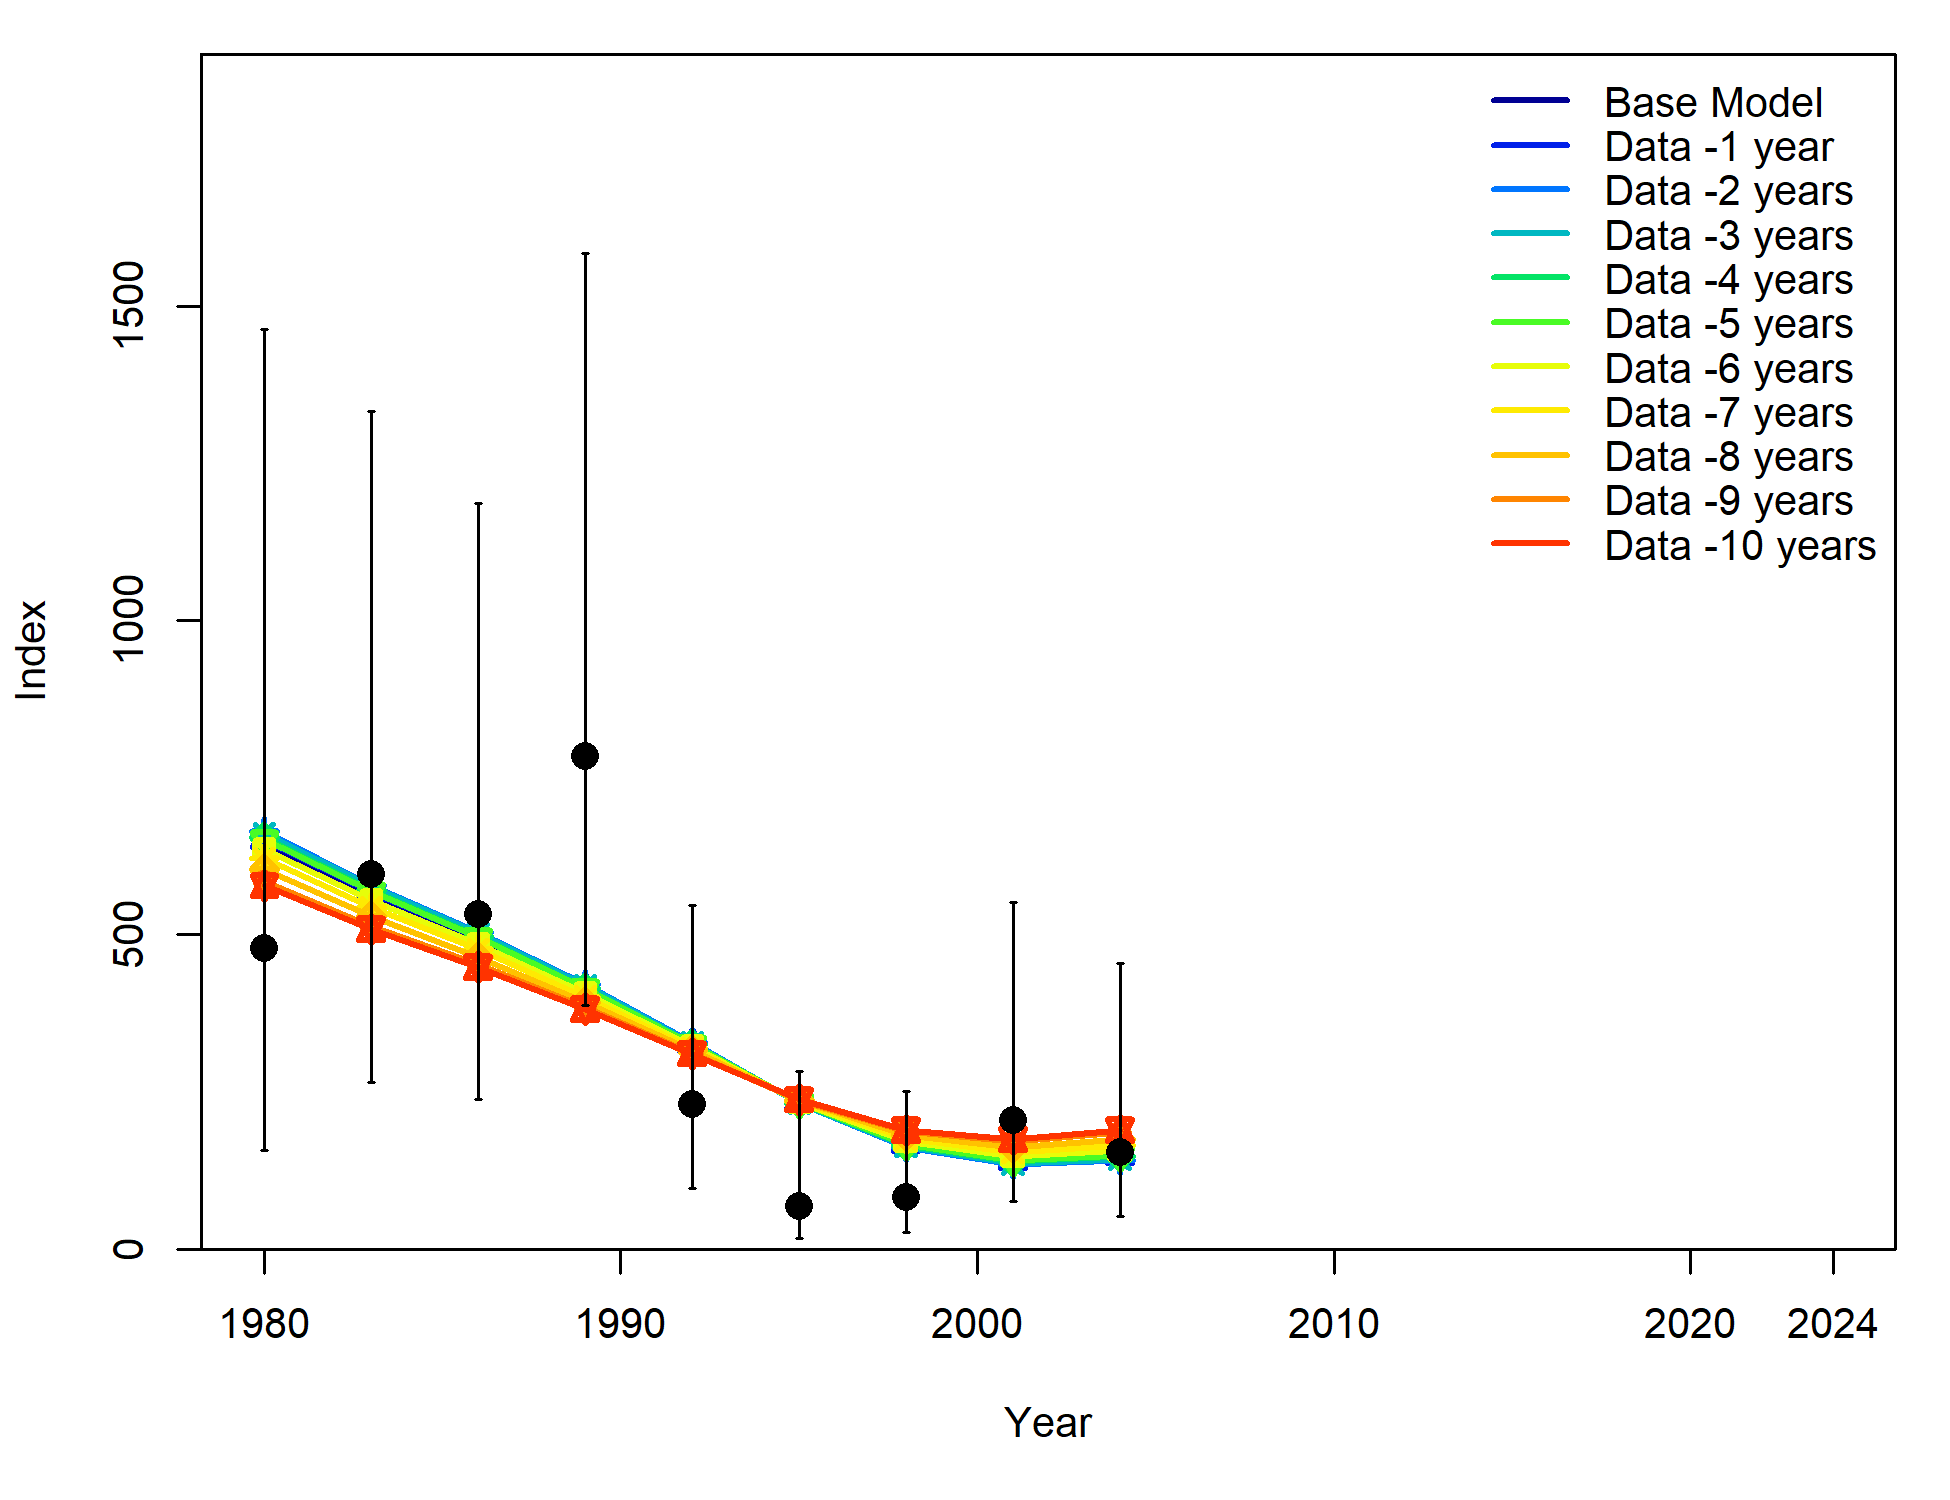 Base Model
Data -1 year
Data -2 years
Data -3 years
Data -4 years
Data -5 years
Data -6 years
Data -7 years
Data -8 years
Data -9 years
Data -10 years
1500
1000
500
0
Index
1980 1990 2000 2010 2020 2024
Year